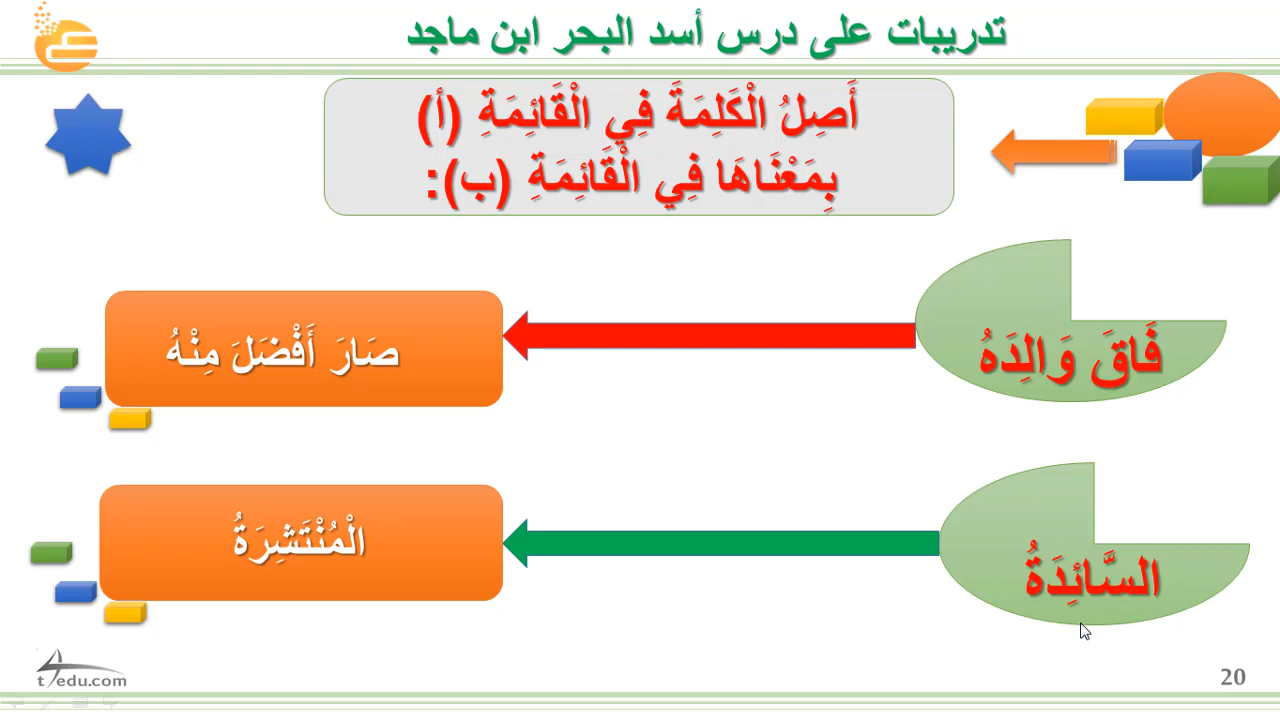 تدريبات على درس أسد البحر ابن ماجد
أَصِلُ الْكَلِمَةَ فِي الْقَائِمَةِ (أ)
بِمَعْنَاهَا فِي الْقَائِمَةِ (ب):
فَاقَ وَالِدَهُ
صَارَ أَفْضَلَ مِنْهُ
السَّائِدَةُ
الْمُنْتَشِرَةُ
t4edu.com
20